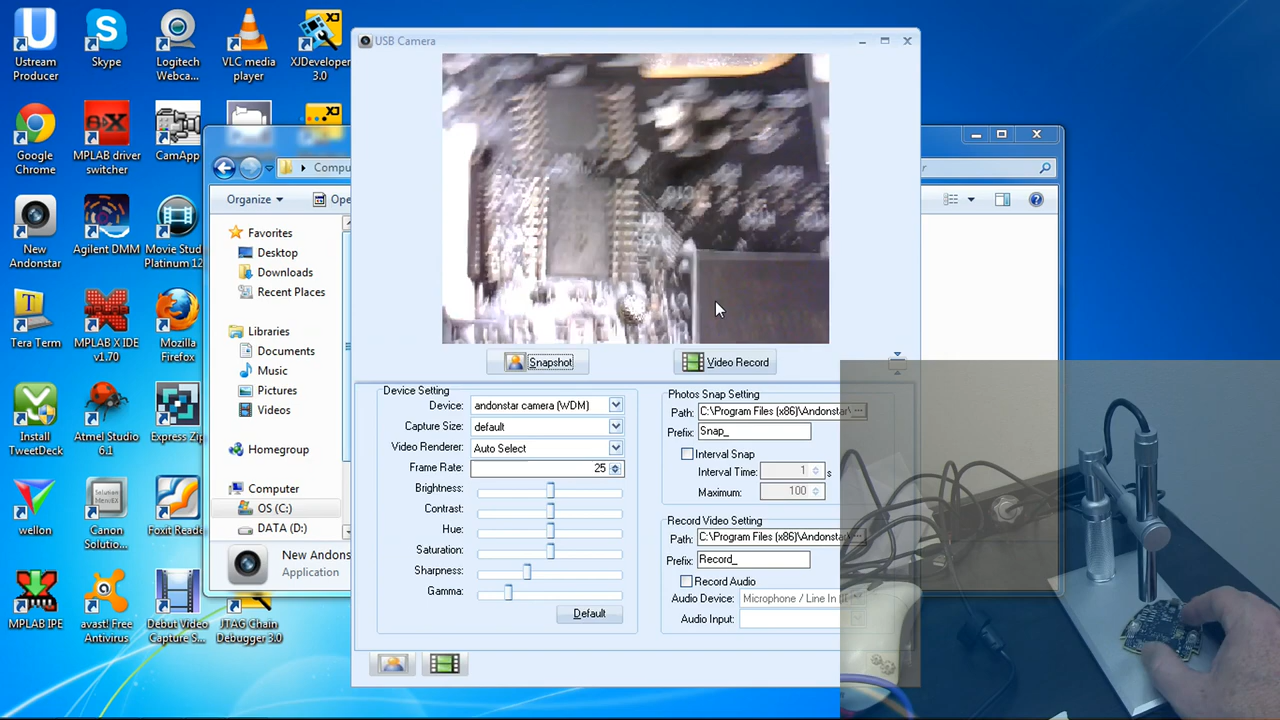 Ustream
Producer
Skype
Logitech
Webca...
VLC media
player
XJDeveloper
3.0
Google
Chrome
MPLAB driver
switcher
CamApp
New
Andonstar
Agilent DMM
Movie Stud
Platinum 12
Tera Term
MPLAB X IDE
v1.70
Mozilla
Firefox
Install
TweetDeck
Atmel Studio
6.1
Express Zip
wellon
Canon
Solutio...
Foxit Reade
MPLAB IPE
avast! Free
Antivirus
Debut Video
Capture S...
JTAG Chain
Debugger 3.0
Compu
Organize
Ope
Favorites
Desktop
Downloads
Recent Places
Libraries
Documents
Music
Pictures
Videos
Homegroup
Computer
OS (C:)
DATA (D:)
New Andons
Application
USB Camera
Snapshot
Video Record
Device Setting
Device: andonstar camera (WDM)
Capture Size: default
Video Renderer: Auto Select
Frame Rate: 25
Brightness:
Contrast:
Hue:
Saturation:
Sharpness:
Gamma:
Default
Photos Snap Setting
Path: C:\Program Files (x86)\Andonstar\ ...
Prefix: Snap_
Interval Snap
Interval Time: 1 s
Maximum: 100
Record Video Setting
Path: C:\Program Files (x86)\Andonstar
Prefix: Record_
Record Audio
Audio Device: Microphone / Line In
Audio Input: